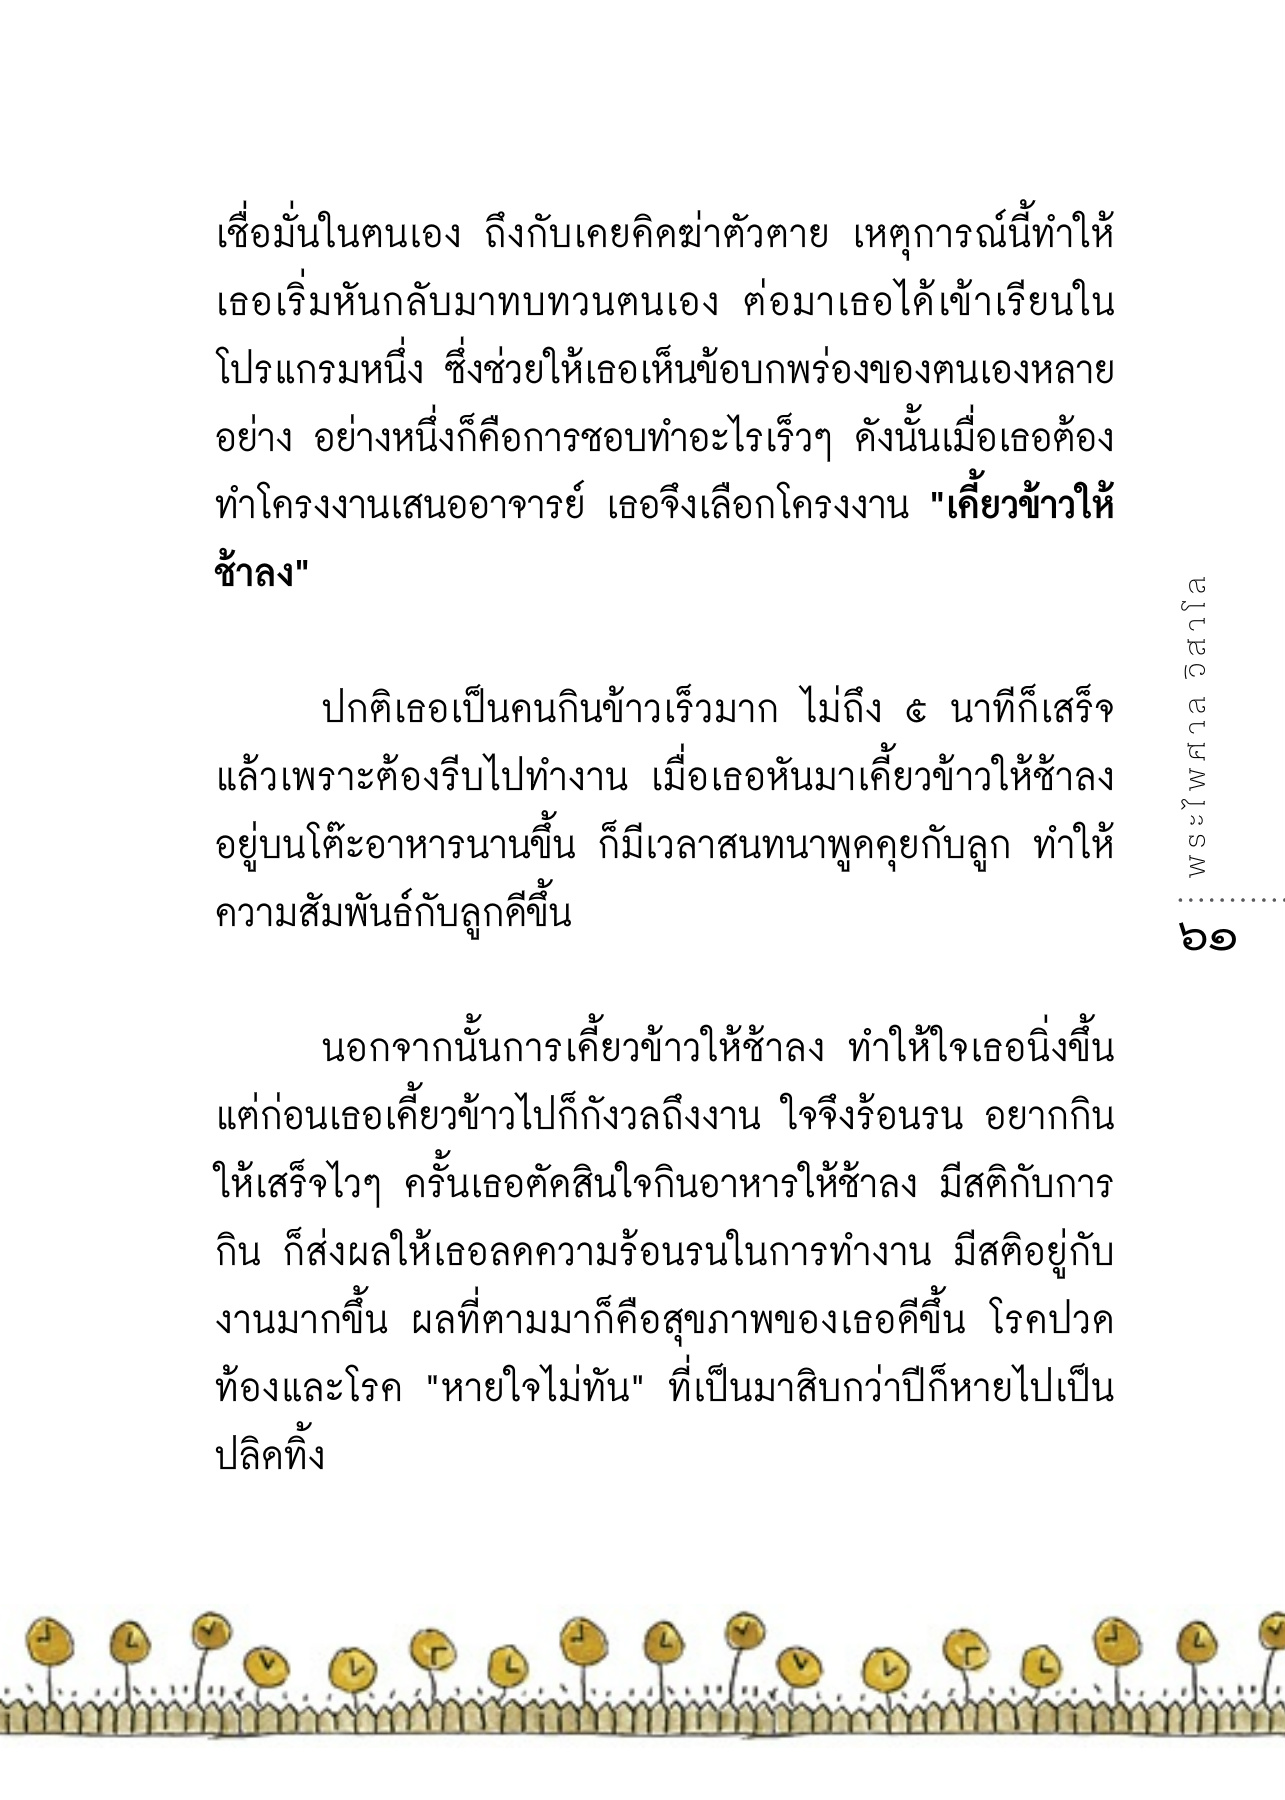 เชื่อมั่นในตนเอง ถึงกับเคยคิดฆ่าตัวตาย เหตุการณ์นี้ทำให้
เธอเริ่มหันกลับมาทบทวนตนเอง ต่อมาเธอได้เข้าเรียนใน
โปรแกรมหนึ่ง ซึ่งช่วยให้เธอเห็นข้อบกพร่องของตนเองหลาย
อย่าง อย่างหนึ่งก็คือการชอบทำอะไรเร็วๆ ดังนั้นเมื่อเธอต้อง
ทำโครงงานเสนออาจารย์ เธอจึงเลือกโครงงาน "เคี้ยวข้าวให้
ช้าลง"
ปกติเธอเป็นคนกินข้าวเร็วมาก ไม่ถึง ๕ นาทีก็เสร็จ
แล้วเพราะต้องรีบไปทำงาน เมื่อเธอหันมาเคี้ยวข้าวให้ช้าลง
อยู่บนโต๊ะอาหารนานขึ้น ก็มีเวลาสนทนาพูดคุยกับลูก ทำให้
ความสัมพันธ์กับลูกดีขึ้น
นอกจากนั้นการเคี้ยวข้าวให้ช้าลง ทำให้ใจเธอนิ่งขึ้น
แต่ก่อนเธอเคี้ยวข้าวไปก็กังวลถึงงาน ใจจึงร้อนรน อยากกิน
ให้เสร็จไวๆ ครั้นเธอตัดสินใจกินอาหารให้ช้าลง มีสติกับการ
กิน ก็ส่งผลให้เธอลดความร้อนรนในการทำงาน มีสติอยู่กับ
งานมากขึ้น ผลที่ตามมาก็คือสุขภาพของเธอดีขึ้น โรคปวด
ท้องและโรค "หายใจไม่ทัน" ที่เป็นมาสิบกว่าปีก็หายไปเป็น
ปลิดทิ้ง
พระไพศาล วิสาโล
๖๑